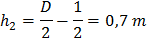 h₂ = D/2 − 1/2 = 0,7 m